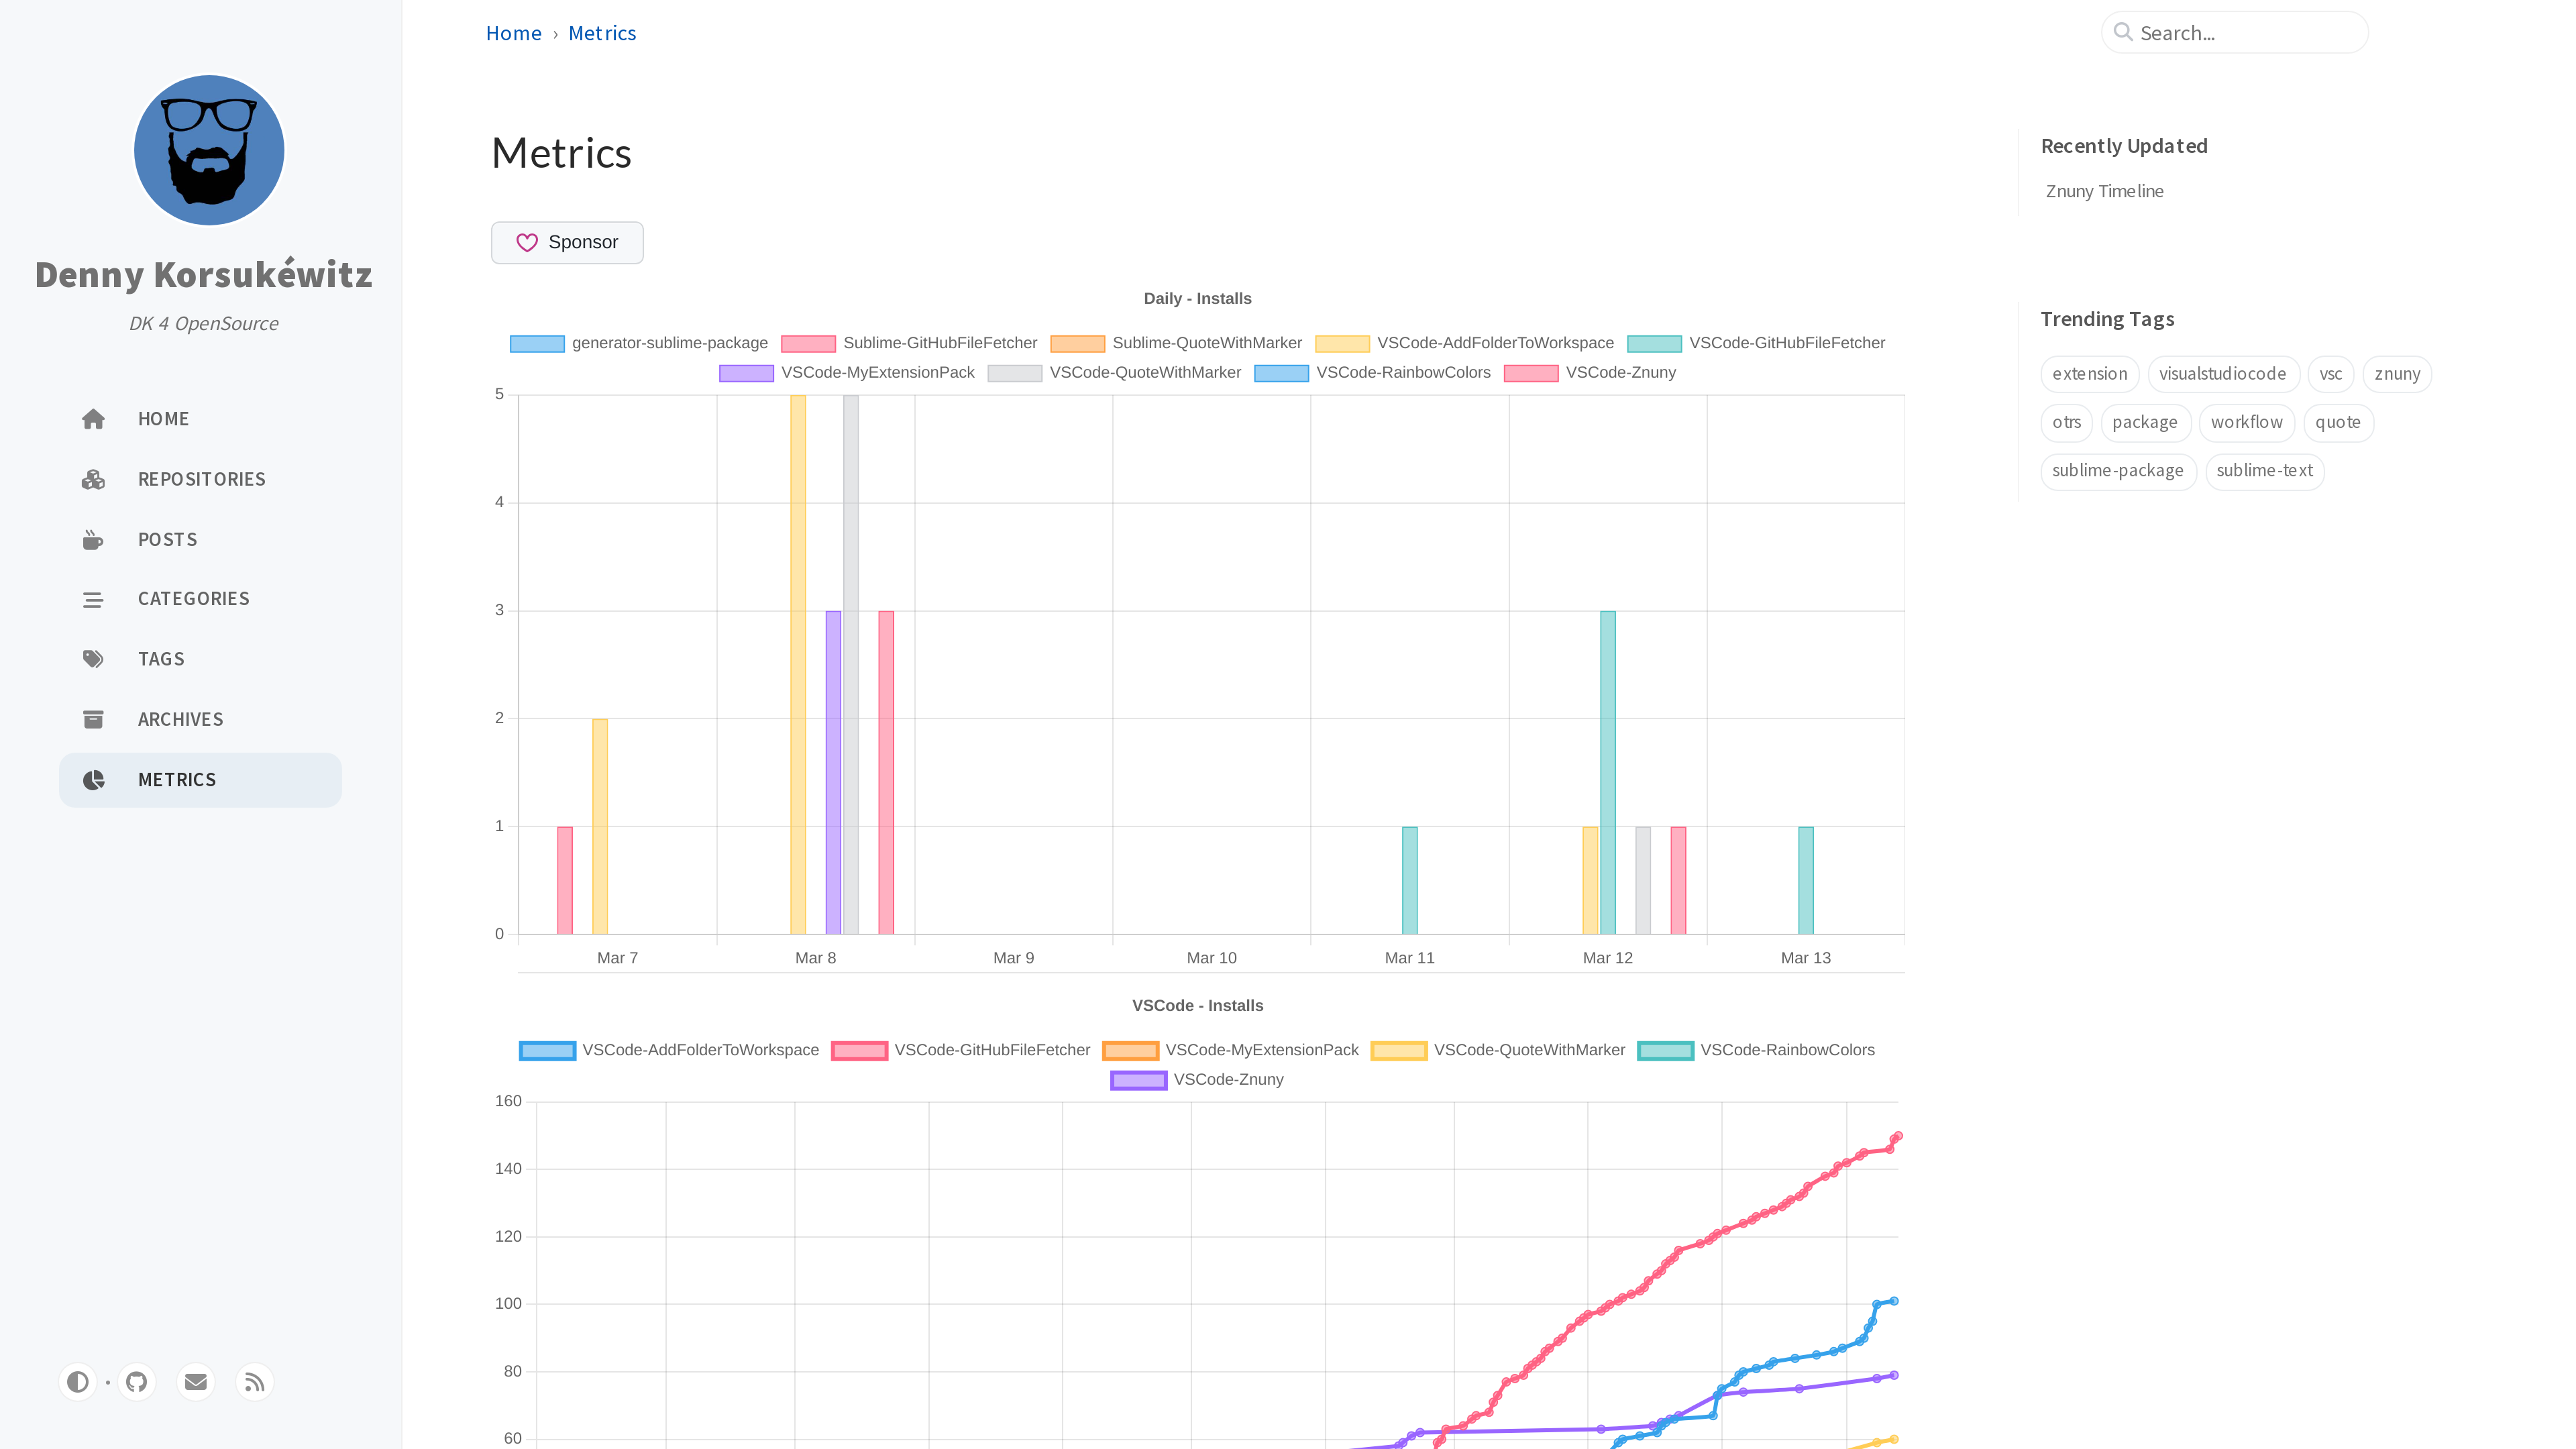 Denny Korsukéwitz
DK 4 OpenSource
HOME
REPOSITORIES
POSTS
CATEGORIES
TAGS
ARCHIVES
METRICS
Home › Metrics
Search...
Metrics
Sponsor
Daily - Installs
generator-sublime-package Sublime-GitHubFileFetcher Sublime-QuoteWithMarker VSCode-AddFolderToWorkspace VSCode-GitHubFileFetcher
VSCode-MyExtensionPack VSCode-QuoteWithMarker VSCode-RainbowColors VSCode-Znuny
5
4
3
2
1
0
Mar 7 Mar 8 Mar 9 Mar 10 Mar 11 Mar 12 Mar 13
VSCode - Installs
VSCode-AddFolderToWorkspace VSCode-GitHubFileFetcher VSCode-MyExtensionPack VSCode-QuoteWithMarker VSCode-RainbowColors
VSCode-Znuny
160
140
120
100
80
60
Recently Updated
Znuny Timeline
Trending Tags
extension visualstudiocode vsc znuny
otrs package workflow quote
sublime-package sublime-text